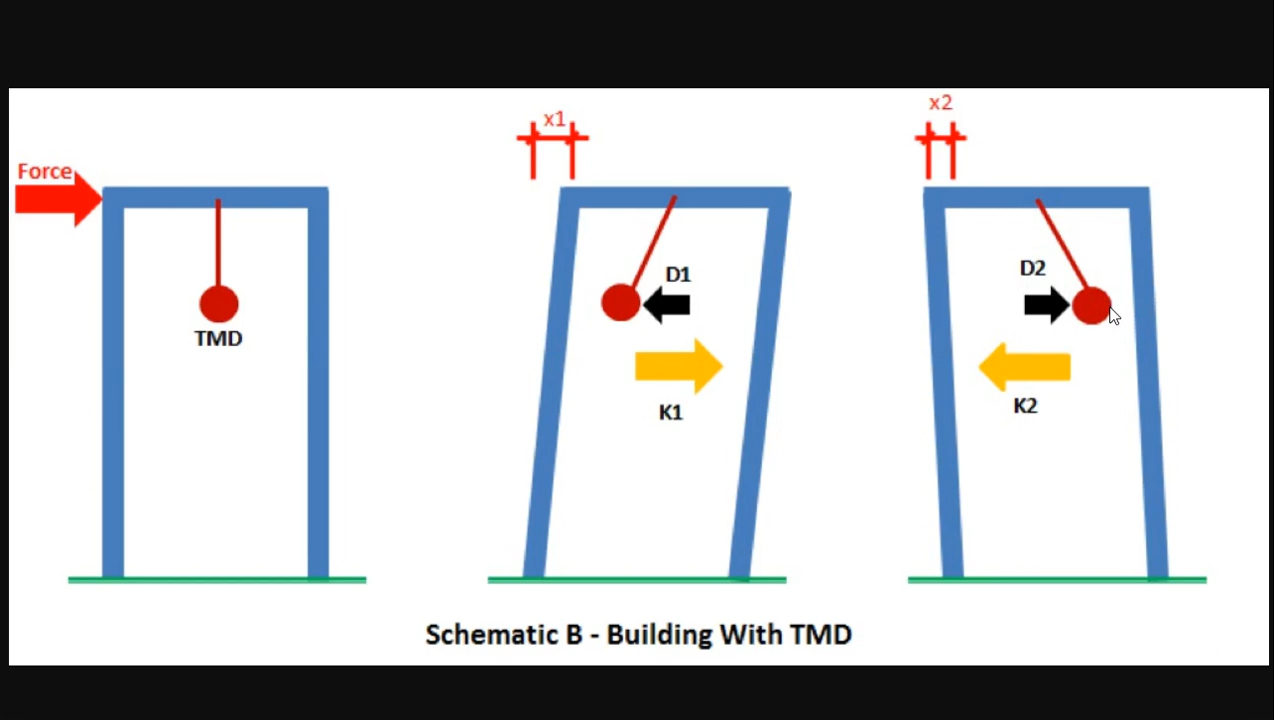 x2
x1
Force
D1
D2
TMD
K1
K2
Schematic B - Building With TMD